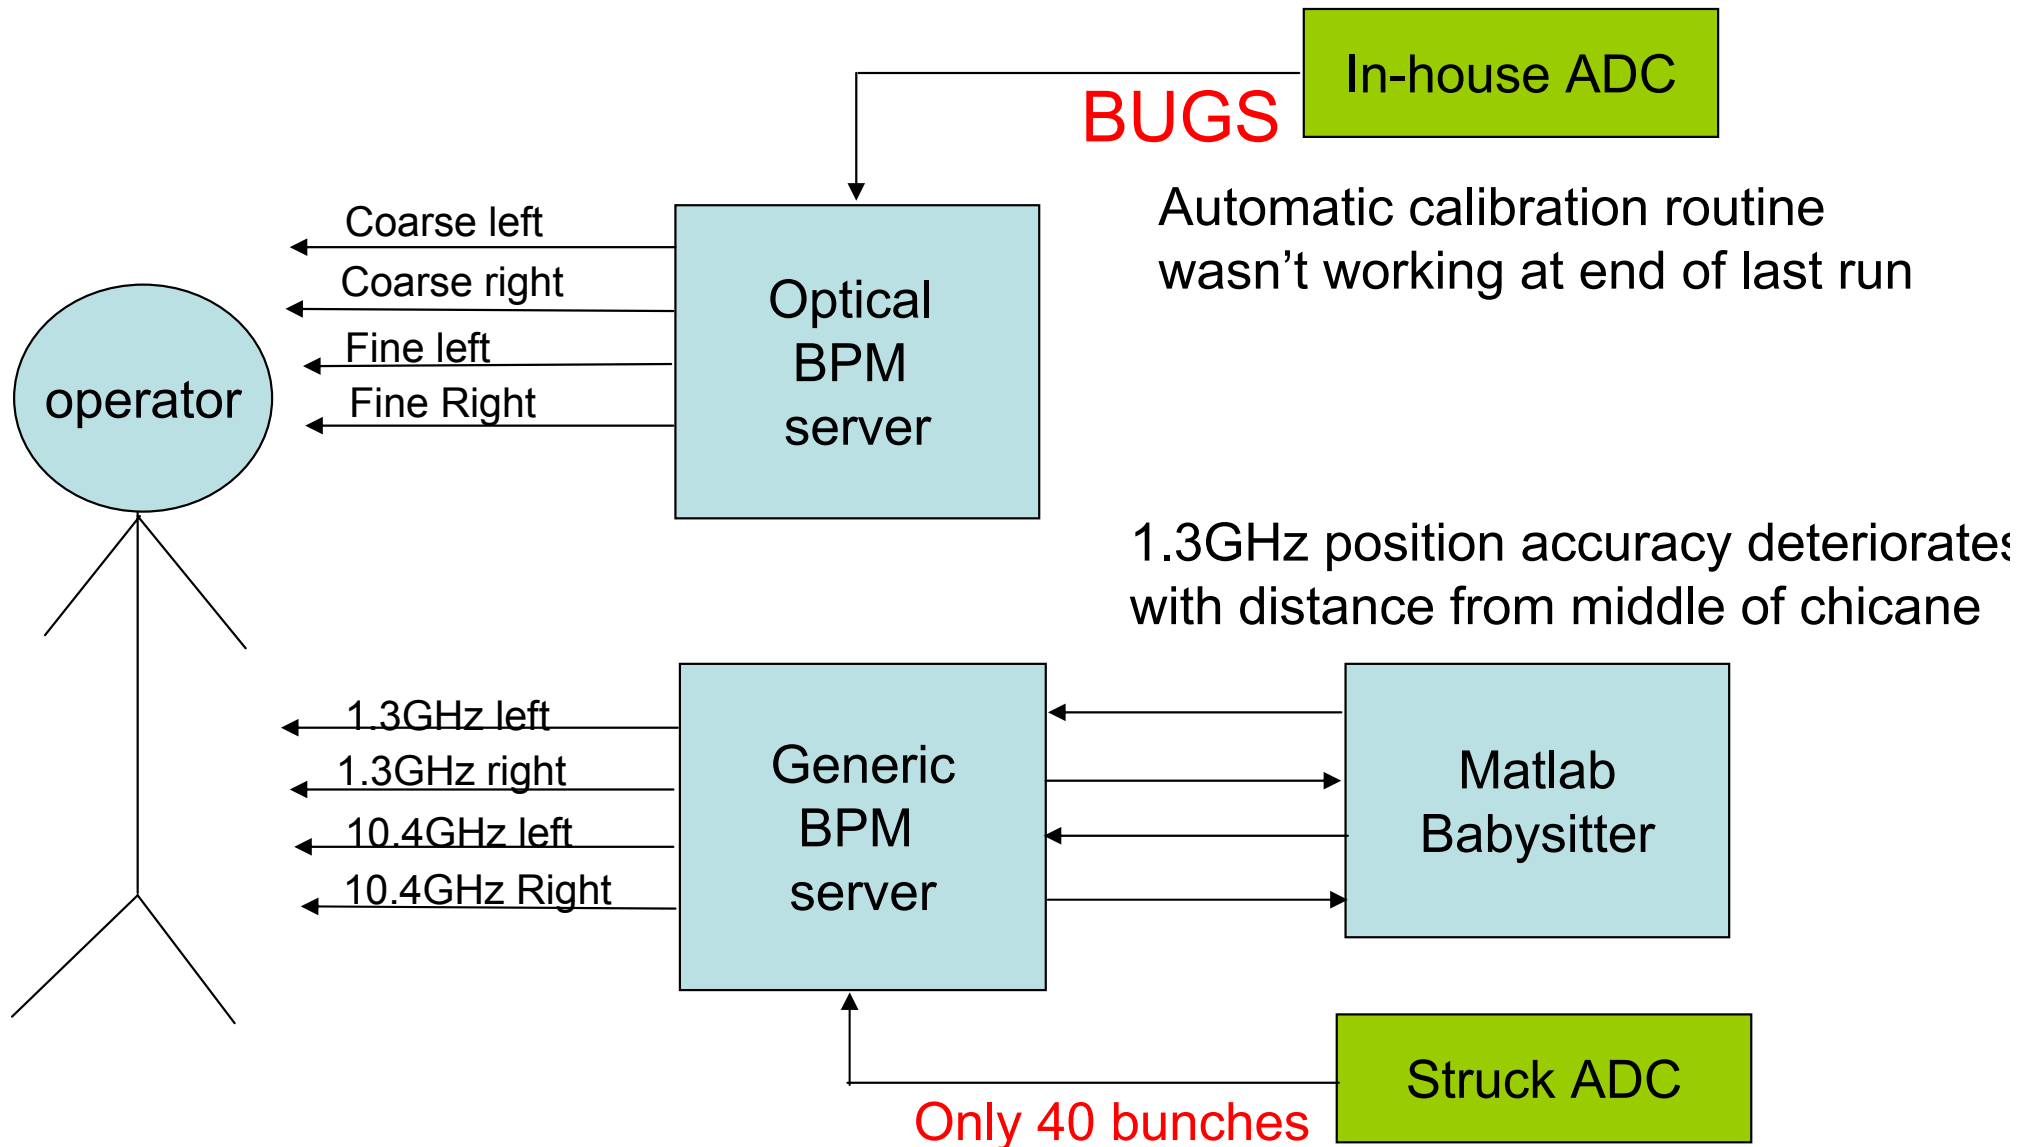 In-house ADC
BUGS
Automatic calibration routine
wasn't working at end of last run
Coarse left
Coarse right
Fine left
Fine Right
Optical
BPM
server
operator
1.3GHz position accuracy deteriorates
with distance from middle of chicane
1.3GHz left
1.3GHz right
10.4GHz left
10.4GHz Right
Generic
BPM
server
Matlab
Babysitter
Struck ADC
Only 40 bunches